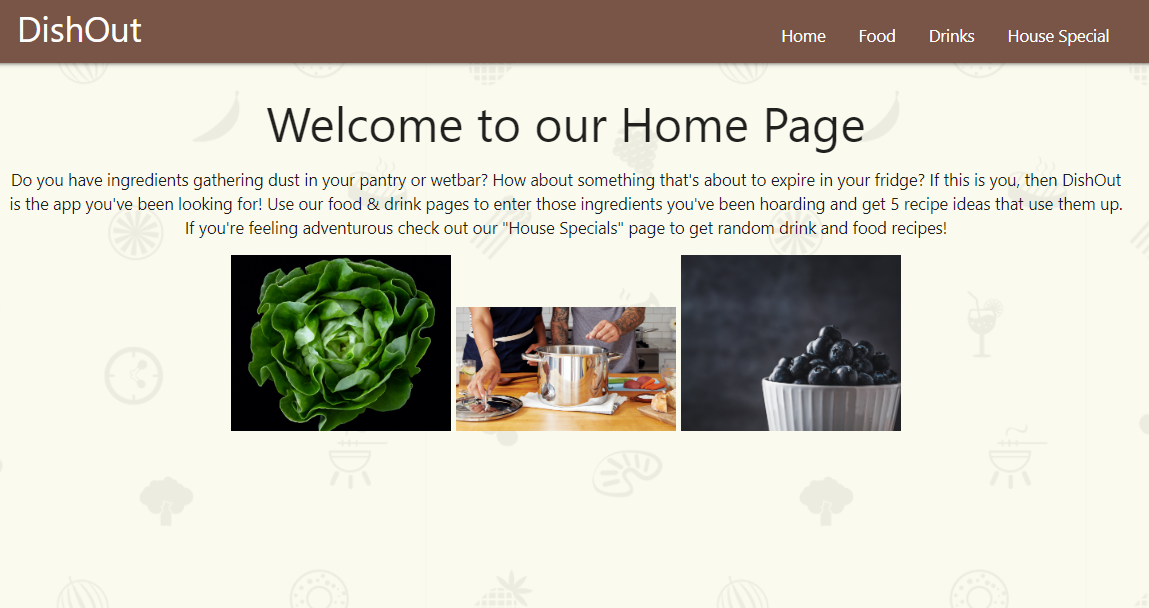 DishOut
Home Food Drinks House Special
Welcome to our Home Page
Do you have ingredients gathering dust in your pantry or wetbar? How about something that's about to expire in your fridge? If this is you, then DishOut
is the app you've been looking for! Use our food & drink pages to enter those ingredients you've been hoarding and get 5 recipe ideas that use them up.
If you're feeling adventurous check out our "House Specials" page to get random drink and food recipes!